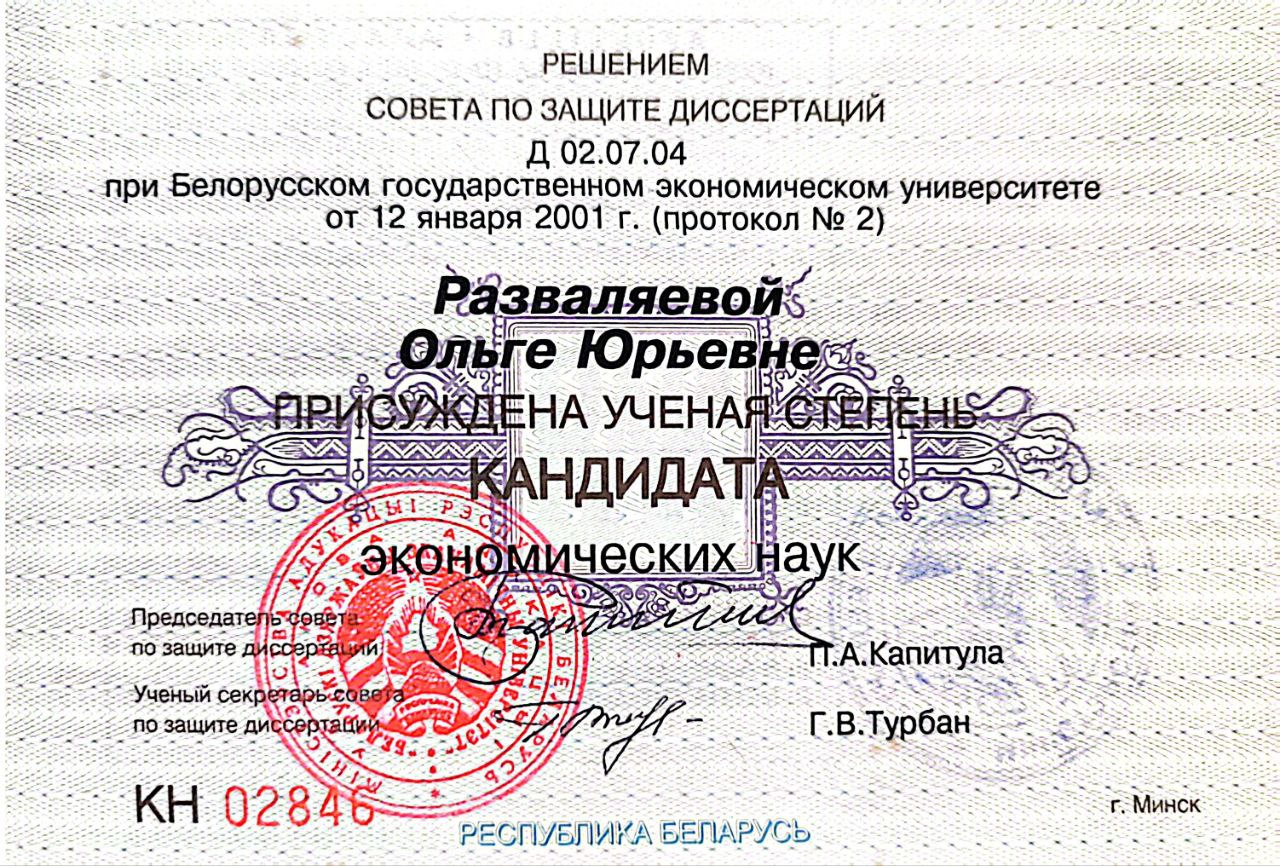 РЕШЕНИЕМ
СОВЕТА ПО ЗАЩИТЕ ДИССЕРТАЦИЙ
Д 02.07.04
при Белорусском государственном экономическом университете
от 12 января 2001 г. (протокол № 2)
Разваляевой
Ольге Юрьевне
ПРИСУЖДЕНА УЧЕНАЯ СТЕПЕНЬ
КАНДИДАТА
экономических наук
Председатель совета
по защите диссертаций
П.А.Капитула
Ученый секретарь совета
по защите диссертации
Г.В.Турбан
КН 02846
г. Минск
РЕСПУБЛИКА БЕЛАРУСЬ